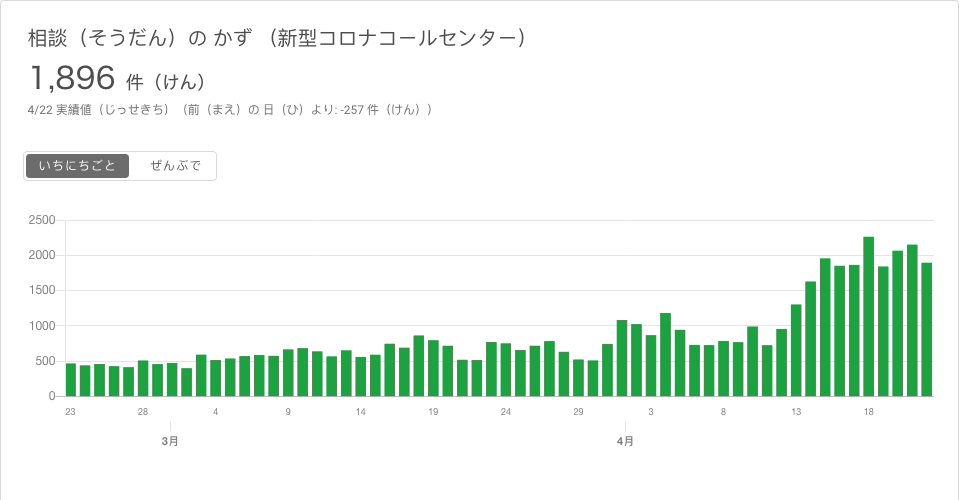 相談（そうだん）の かず （新型コロナコールセンター）
1,896 件（けん）
4/22 実績値（じっせきち）（前（まえ）の 日（ひ）より: -257 件（けん））
いちにちごと ぜんぶで
2500
2000
1500
1000
500
0
23 28 4 9 14 19 24 29 3 8 13 18
3月 4月